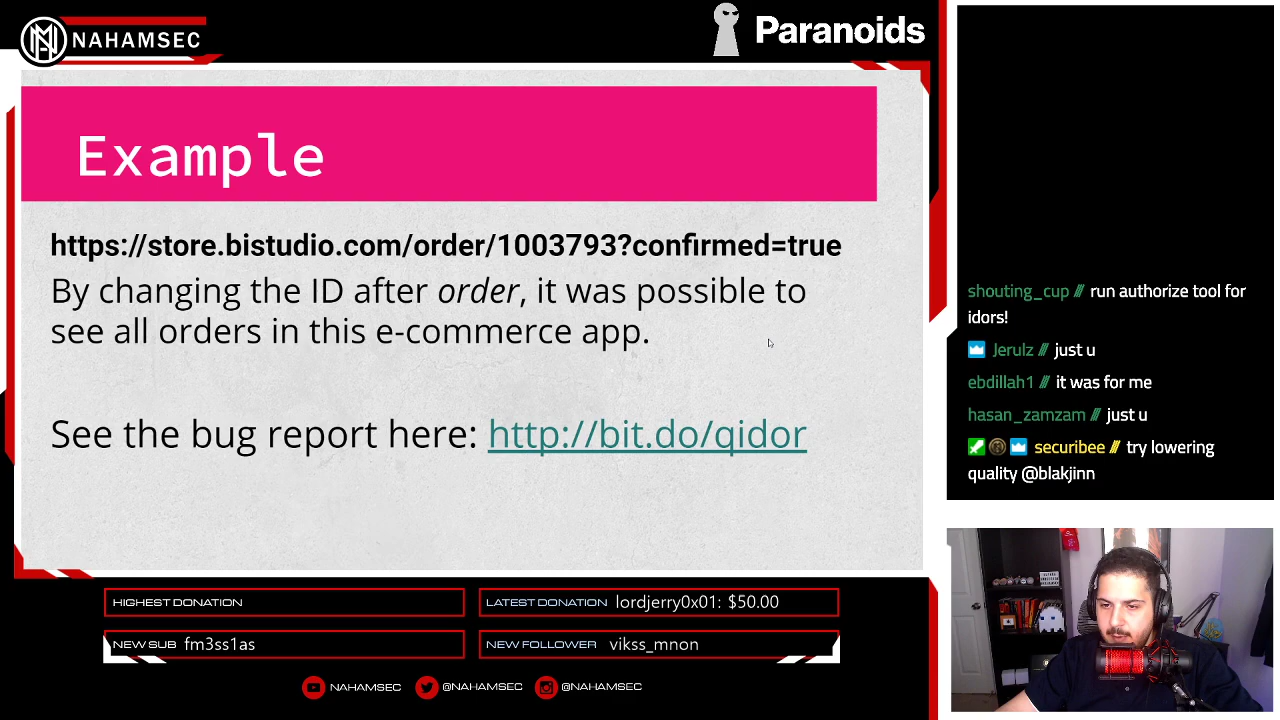 NAHAMSEC
Paranoids
Example
https://store.bistudio.com/order/1003793?confirmed=true
By changing the ID after order, it was possible to
see all orders in this e-commerce app.
See the bug report here: http://bit.do/qidor
shouting_cup /// run authorize tool for
idors!
Jerulz /// just u
ebdillah1 /// it was for me
hasan_zamzam /// just u
securibee /// try lowering
quality @blakjinn
HIGHEST DONATION
LATEST DONATION lordjerry0x01: $50.00
NEW SUB fm3ss1as
NEW FOLLOWER vikss_mnon
NAHAMSEC @NAHAMSEC @NAHAMSEC